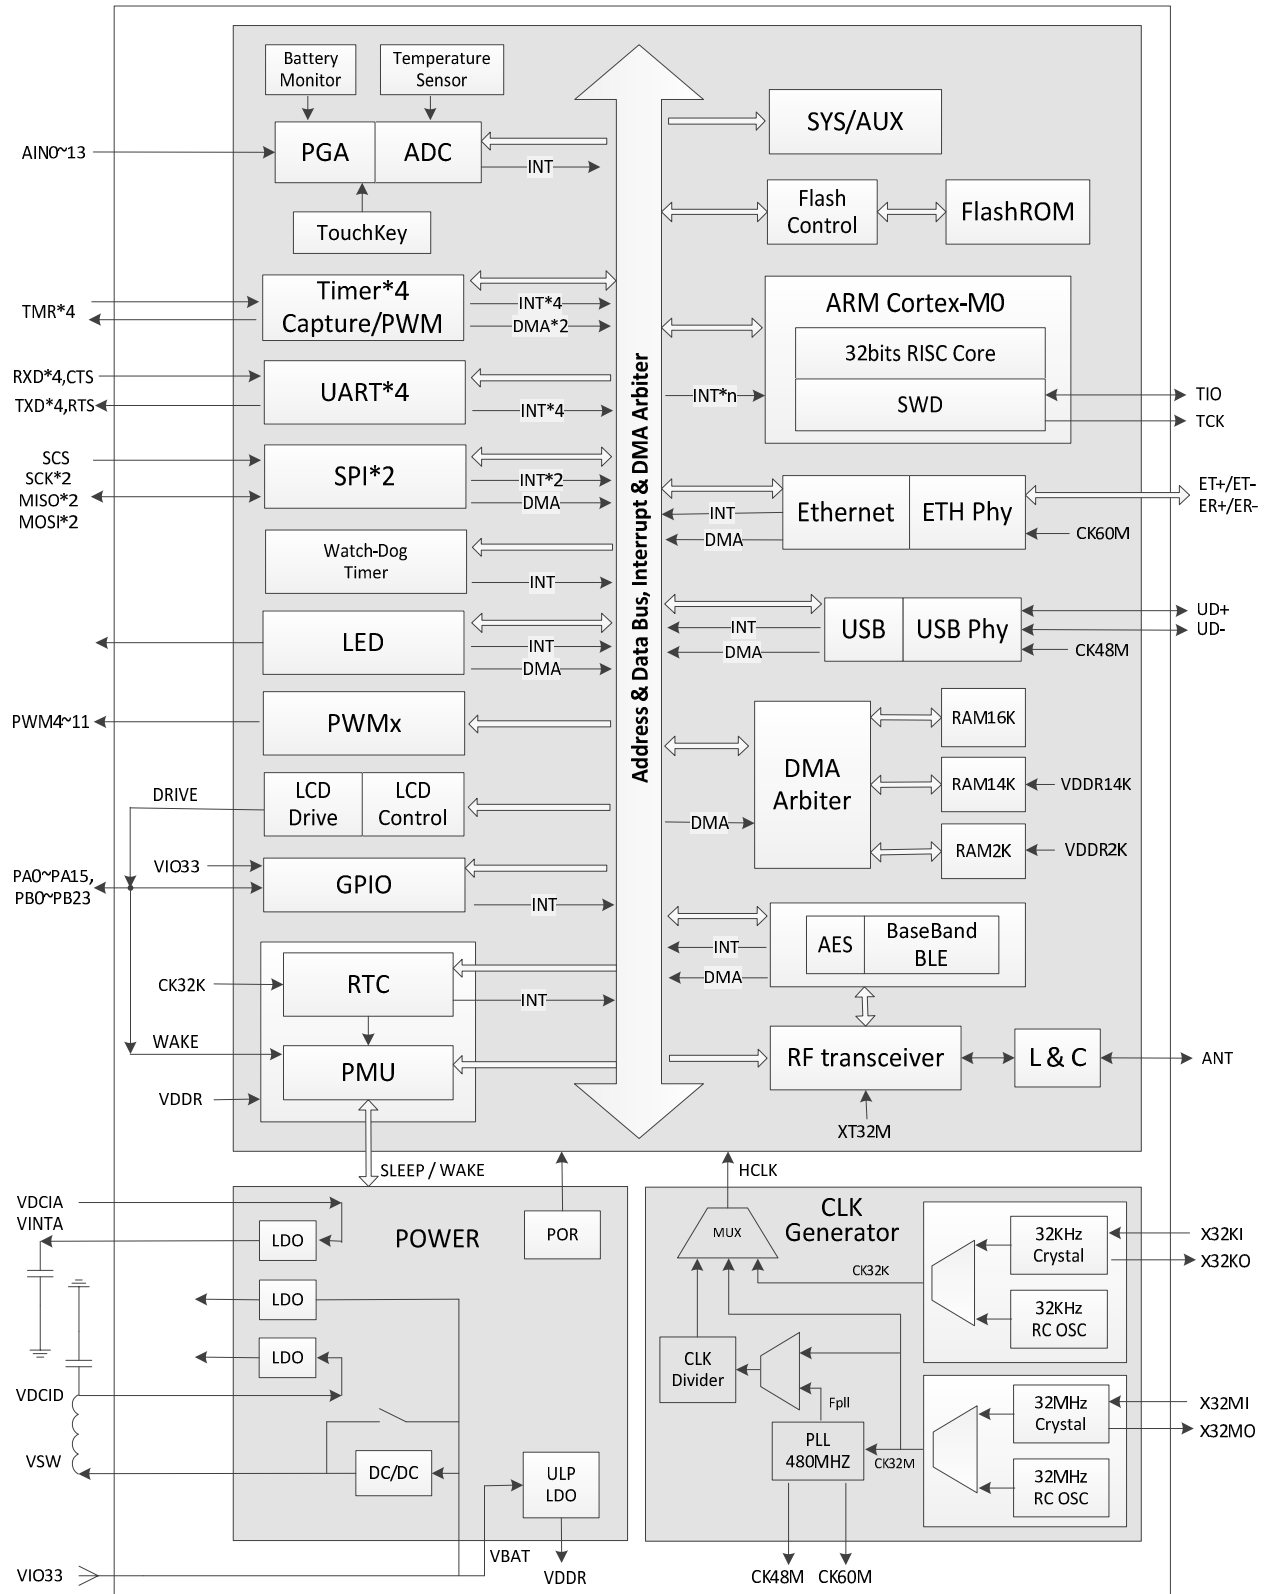 Battery
Monitor
Temperature
Sensor
AIN0~13
PGA
ADC
INT
TouchKey
TMR*4
Timer*4
Capture/PWM
INT*4
DMA*2
RXD*4,CTS
TXD*4,RTS
UART*4
INT*4
SCS
SCK*2
MISO*2
MOSI*2
SPI*2
INT*2
DMA
Watch-Dog
Timer
INT
LED
INT
DMA
PWM4~11
PWMx
DRIVE
LCD
Drive
LCD
Control
PA0~PA15,
PB0~PB23
VIO33
GPIO
INT
CK32K
RTC
INT
WAKE
PMU
VDDR
Address & Data Bus, Interrupt & DMA Arbiter
SYS/AUX
Flash
Control
FlashROM
ARM Cortex-M0
32bits RISC Core
SWD
INT*n
TIO
TCK
Ethernet
ETH Phy
INT
DMA
ET+/ET-
ER+/ER-
CK60M
USB
USB Phy
INT
DMA
UD+
UD-
CK48M
DMA
Arbiter
DMA
RAM16K
RAM14K
VDDR14K
RAM2K
VDDR2K
AES
BaseBand
BLE
INT
DMA
RF transceiver
L & C
ANT
XT32M
SLEEP / WAKE
HCLK
VDCIA
VINTA
LDO
POWER
POR
LDO
LDO
VDCID
VSW
DC/DC
ULP
LDO
VBAT
VIO33
VDDR
CLK
Generator
MUX
CK32K
32KHz
Crystal
32KHz
RC OSC
X32KI
X32KO
CLK
Divider
Fpll
PLL
480MHZ
CK32M
32MHz
Crystal
32MHz
RC OSC
X32MI
X32MO
CK48M
CK60M